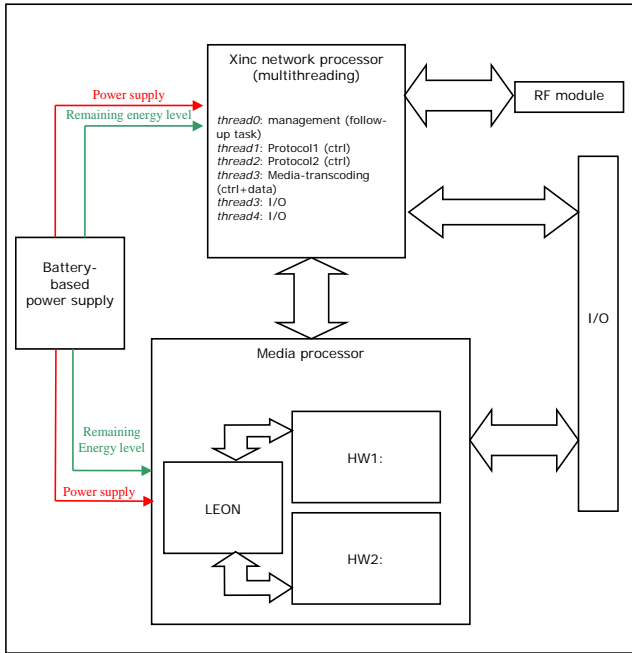 Xinc network processor
(multithreading)
Power supply
Remaining energy level
RF module
thread0: management (follow-
up task)
thread1: Protocol1 (ctrl)
thread2: Protocol2 (ctrl)
thread3: Media-transcoding
(ctrl+data)
thread3: I/O
thread4: I/O
Battery-
based
power supply
I/O
Media processor
Remaining
Energy level
Power supply
HW1:
LEON
HW2: